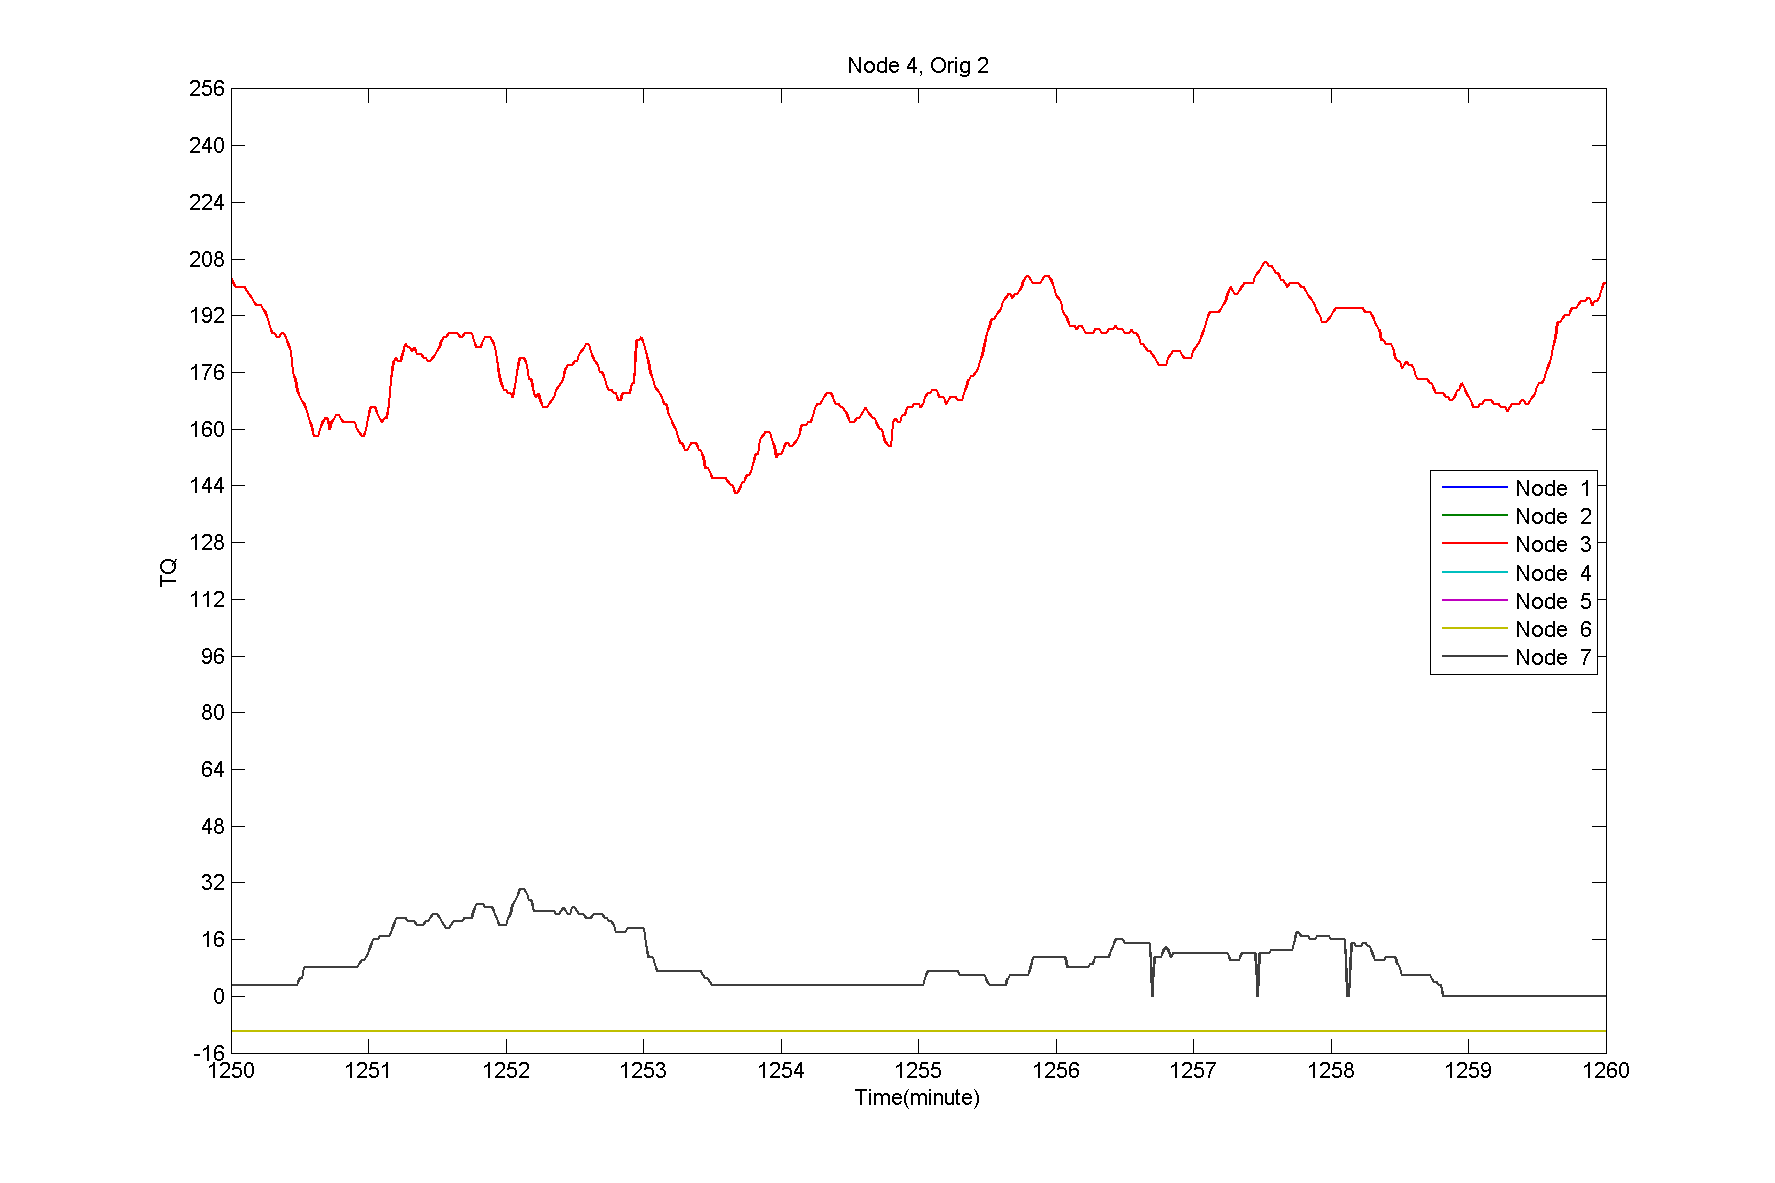 Node 4, Orig 2
256
240
224
208
192
176
160
144
128
112
96
80
64
48
32
16
0
-16
TQ
Node 1
Node 2
Node 3
Node 4
Node 5
Node 6
Node 7
1250 1251 1252 1253 1254 1255 1256 1257 1258 1259 1260
Time(minute)